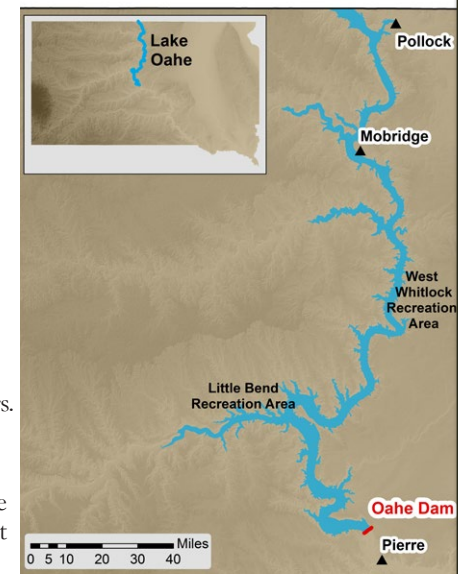 Lake
Oahe
Pollock
Mobridge
West
Whitlock
Recreation
Area
Little Bend
Recreation Area
Oahe Dam
Pierre
Miles
0 5 10 20 30 40